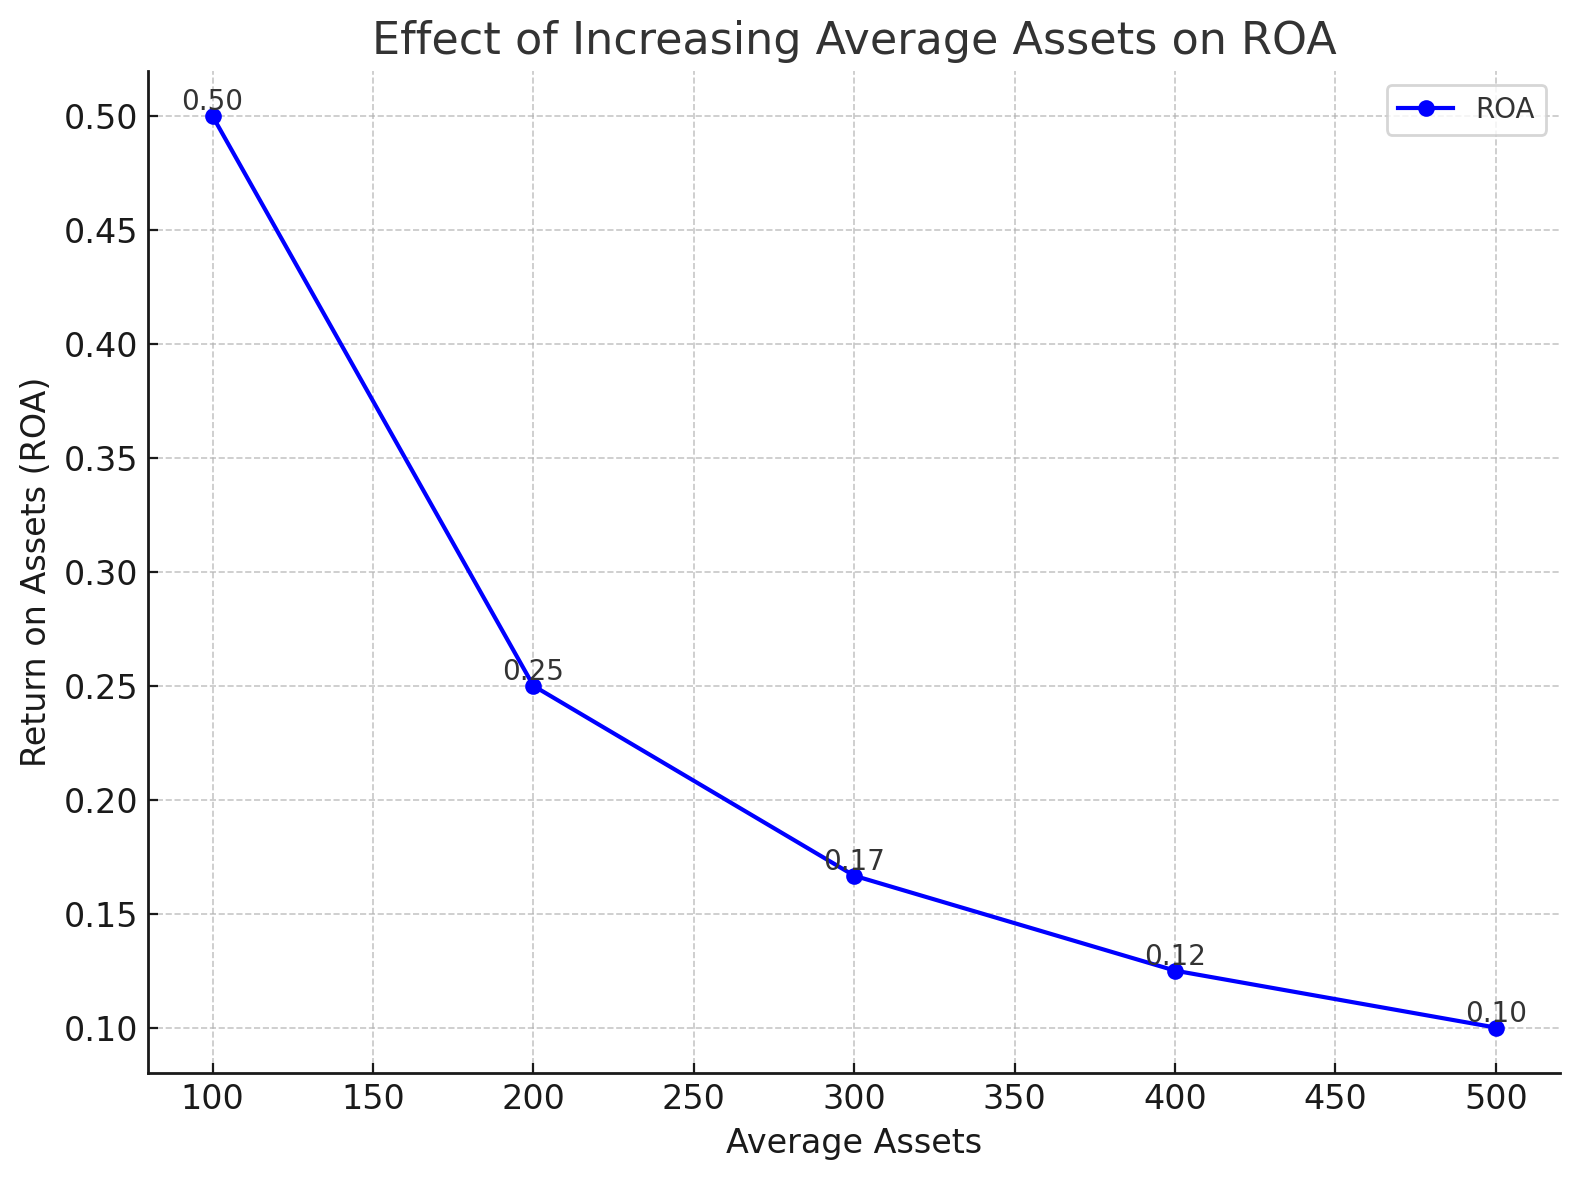 Effect of Increasing Average Assets on ROA
ROA
Return on Assets (ROA)
0.50
0.45
0.40
0.35
0.30
0.25
0.20
0.15
0.10
0.50
0.25
0.17
0.12
0.10
100 150 200 250 300 350 400 450 500
Average Assets